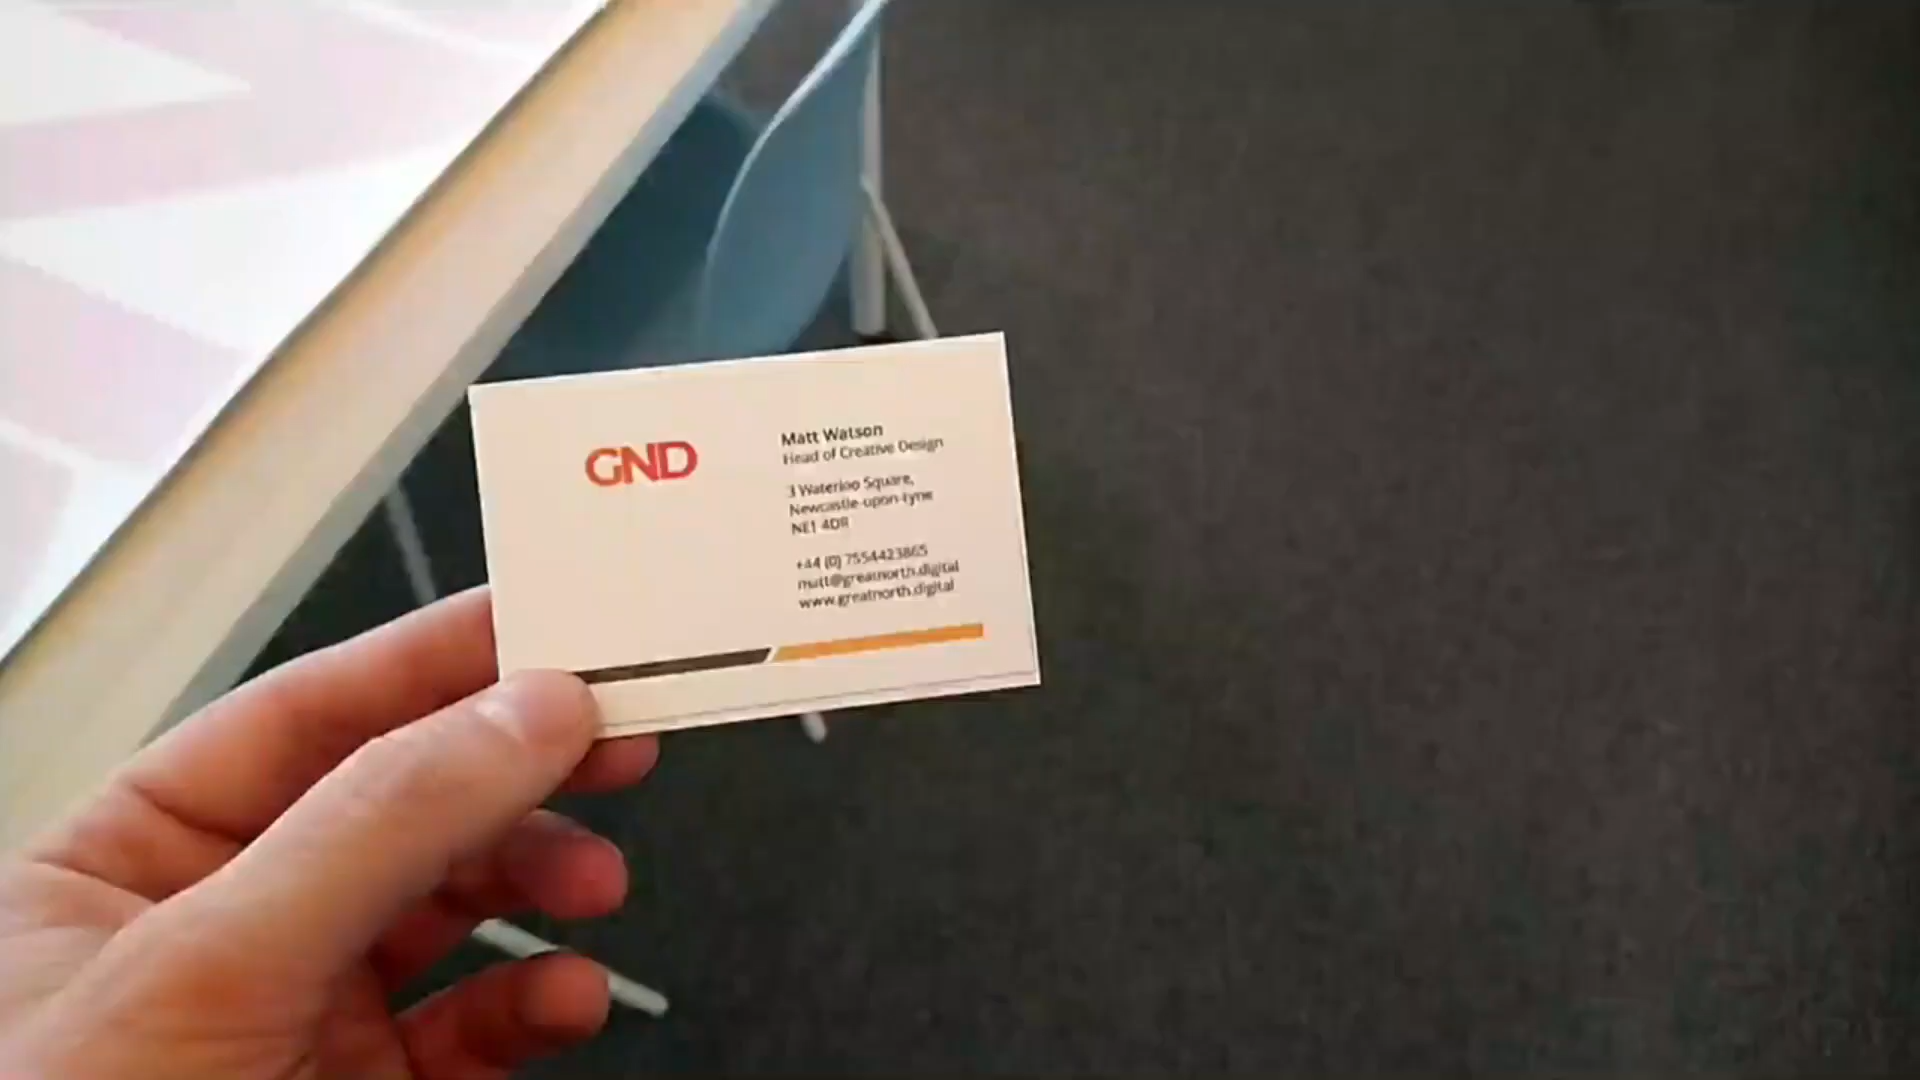 GND
Matt Watson
Head of Creative Design
3 Waterloo Square,
Newcastle-upon-tyne
NE1 4DR
+44 (0) 7554423865
matt@greatnorth.digital
www.greatnorth.digital